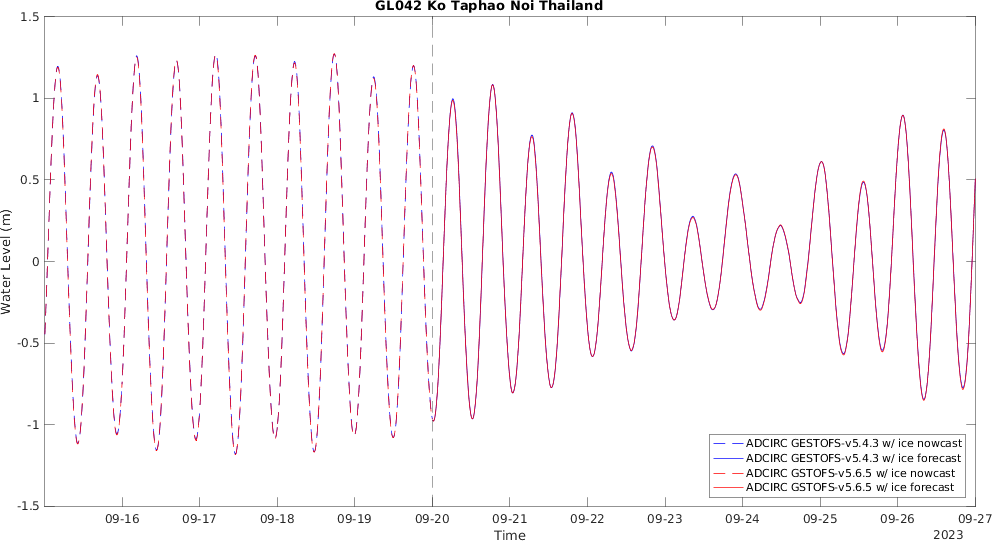 GL042 Ko Taphao Noi Thailand
1.5
1
0.5
0
-0.5
-1
-1.5
Water Level (m)
ADCIRC GESTOFS-v5.4.3 w/ ice nowcast
ADCIRC GESTOFS-v5.4.3 w/ ice forecast
ADCIRC GSTOFS-v5.6.5 w/ ice nowcast
ADCIRC GSTOFS-v5.6.5 w/ ice forecast
09-16 09-17 09-18 09-19 09-20 09-21 09-22 09-23 09-24 09-25 09-26 09-27
Time
2023